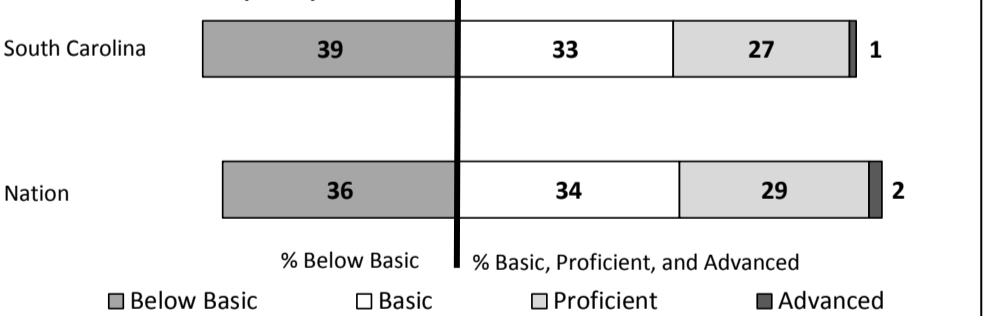 South Carolina 39 33 27 1
Nation 36 34 29 2
% Below Basic % Basic, Proficient, and Advanced
Below Basic Basic Proficient Advanced